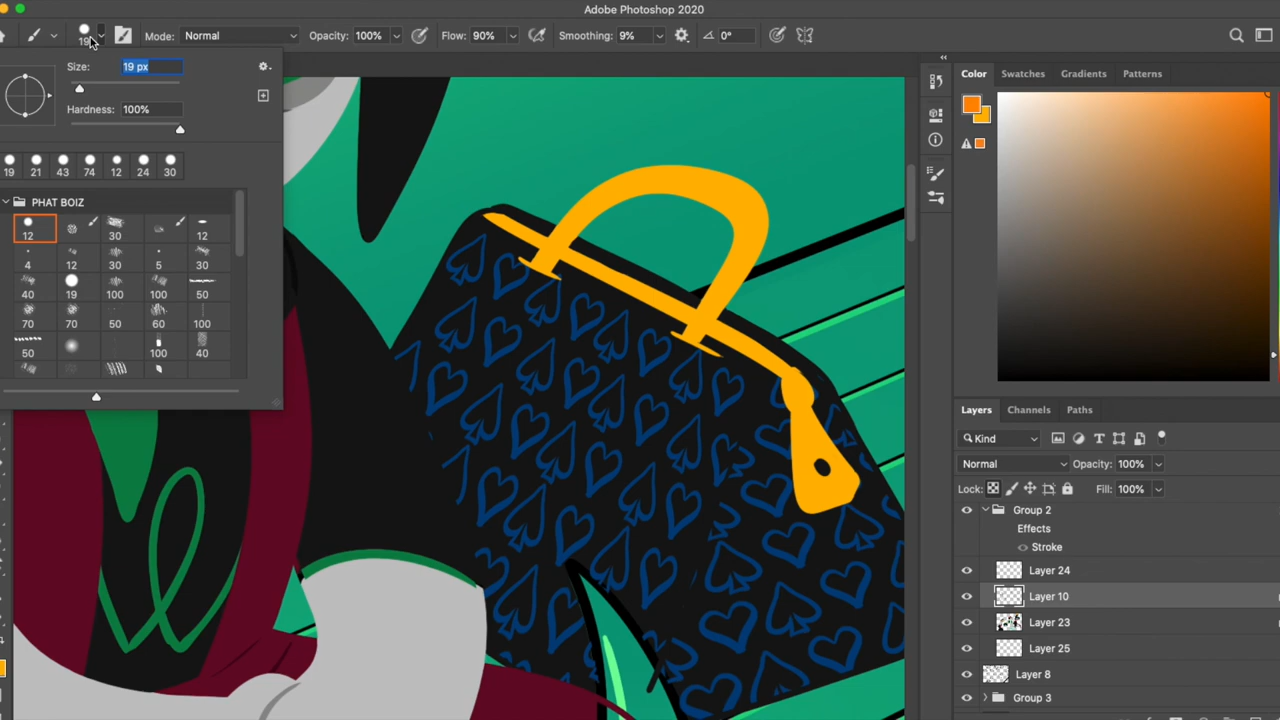 Adobe Photoshop 2020
19 Mode: Normal Opacity: 100% Flow: 90% Smoothing: 9% 0°
Size: 19 px
Hardness: 100%
19 21 43 74 12 24 30
PHAT BOIZ
12 30 12
4 12 30 5 30
40 19 100 100 50
70 70 50 60 100
50 100 40
Color Swatches Gradients Patterns
Layers Channels Paths
Kind
Normal Opacity: 100%
Lock: Fill: 100%
Group 2
Effects
Stroke
Layer 24
Layer 10
Layer 23
Layer 25
Layer 8
Group 3